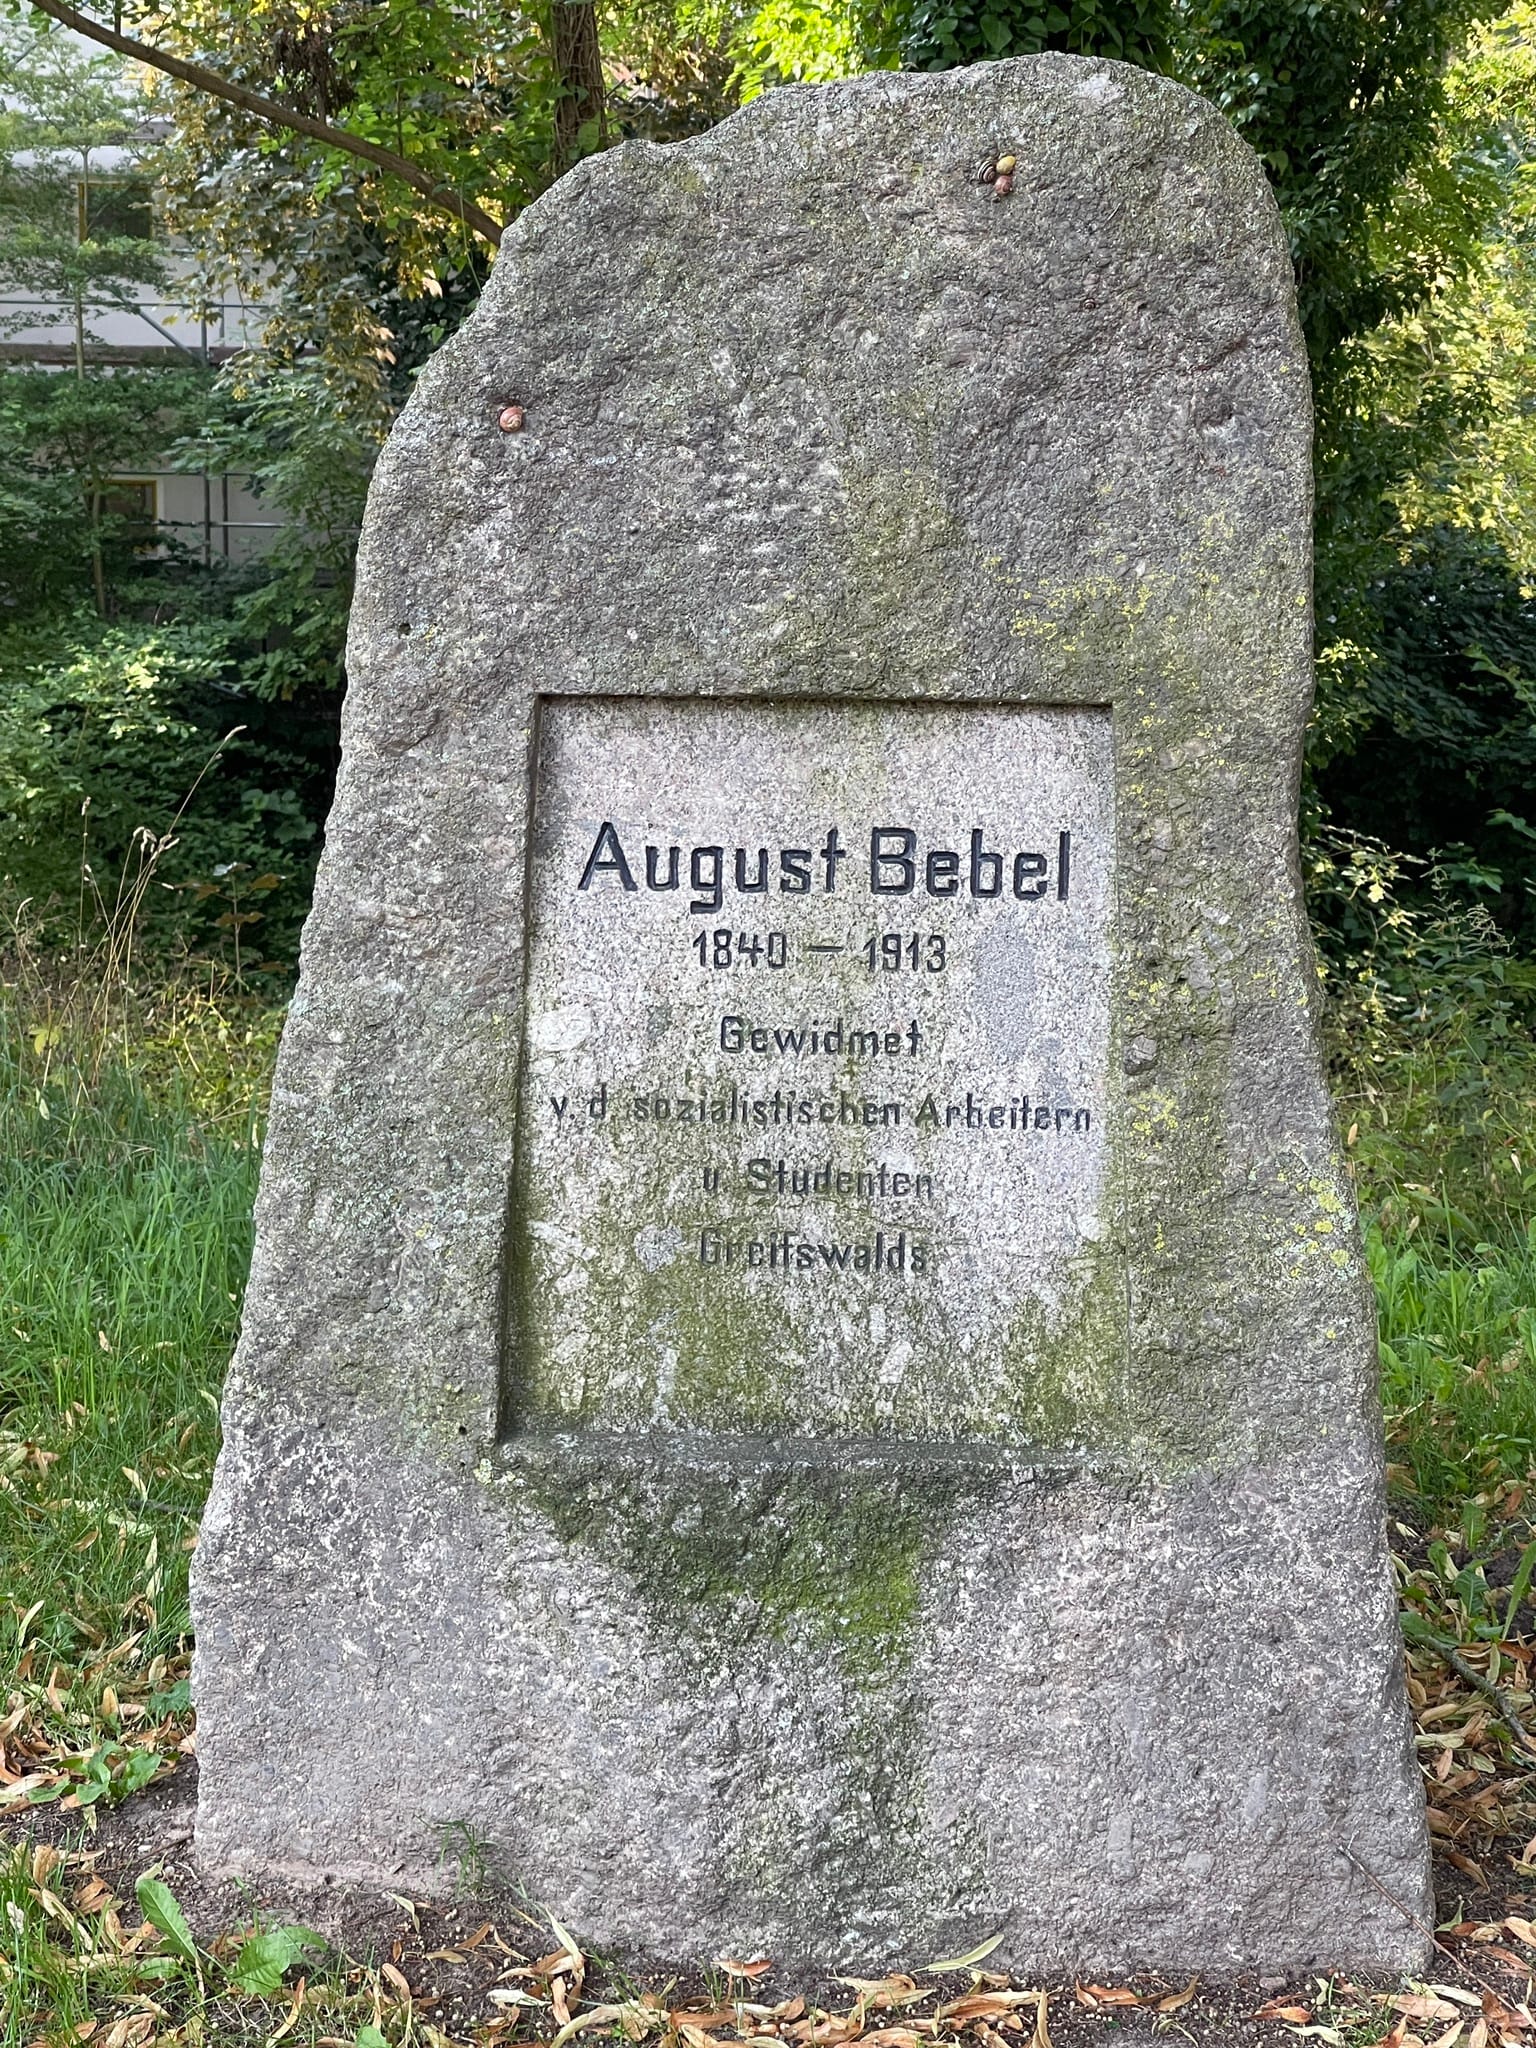 August Bebel
1840 – 1913
Gewidmet
v. d. sozialistischen Arbeitern
u. Studenten
Greifswalds